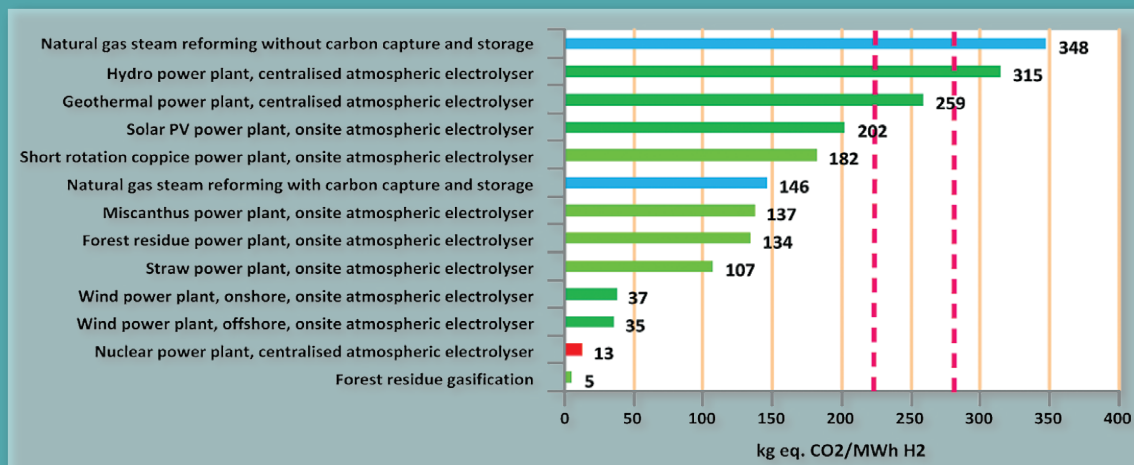 Natural gas steam reforming without carbon capture and storage 348
Hydro power plant, centralised atmospheric electrolyser 315
Geothermal power plant, centralised atmospheric electrolyser 259
Solar PV power plant, onsite atmospheric electrolyser 202
Short rotation coppice power plant, onsite atmospheric electrolyser 182
Natural gas steam reforming with carbon capture and storage 146
Miscanthus power plant, onsite atmospheric electrolyser 137
Forest residue power plant, onsite atmospheric electrolyser 134
Straw power plant, onsite atmospheric electrolyser 107
Wind power plant, onshore, onsite atmospheric electrolyser 37
Wind power plant, offshore, onsite atmospheric electrolyser 35
Nuclear power plant, centralised atmospheric electrolyser 13
Forest residue gasification 5
0 50 100 150 200 250 300 350 400
kg eq. CO2/MWh H2